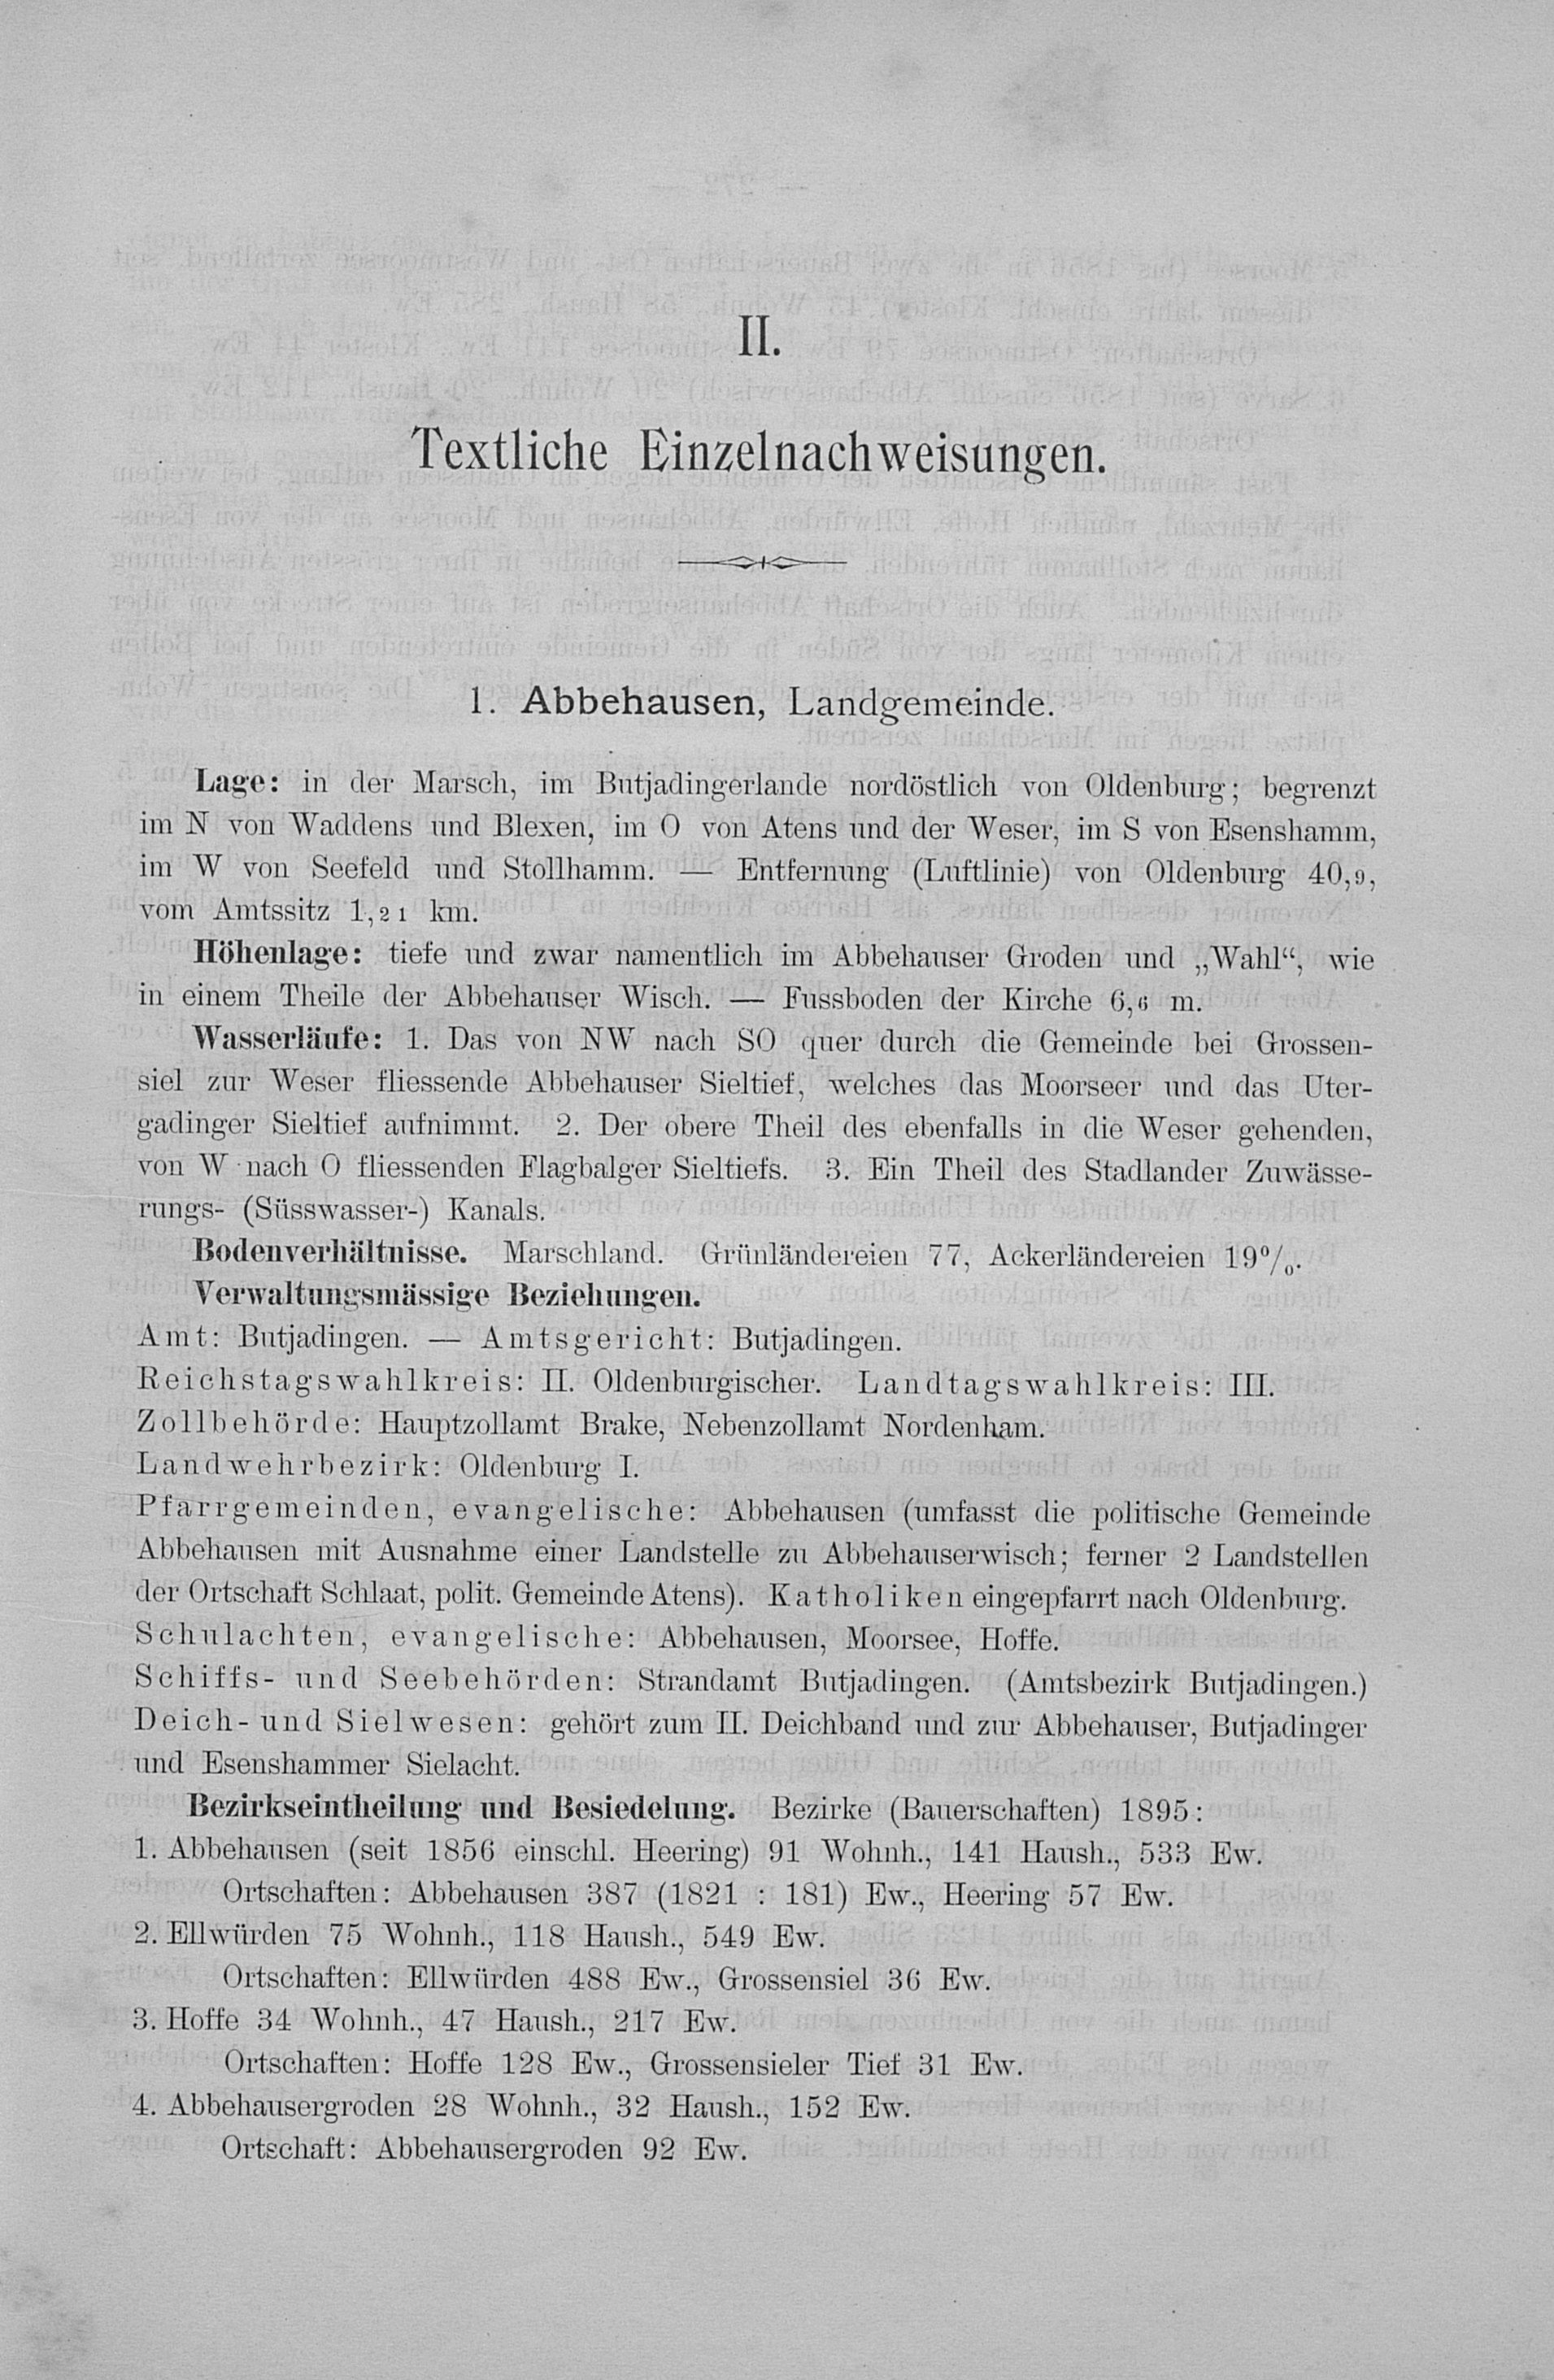 II.
Textliche Einzelnachweisungen.
1. Abbehausen, Landgemeinde.
Lage: in der Marsch, im Butjadingerlande nordöstlich von Oldenburg; begrenzt
im N von Waddens und Blexen, im O von Atens und der Weser, im S von Esenshamm,
im W von Seefeld und Stollhamm. — Entfernung (Luftlinie) von Oldenburg 40,9,
vom Amtssitz 1,21 km.
Höhenlage: tiefe und zwar namentlich im Abbehauser Groden und „Wahl“, wie
in einem Theile der Abbehauser Wisch. — Fussboden der Kirche 6,6 m.
Wasserläufe: 1. Das von NW nach SO quer durch die Gemeinde bei Grossen-
siel zur Weser fliessende Abbehauser Sieltief, welches das Moorseer und das Uter-
gadinger Sieltief aufnimmt. 2. Der obere Theil des ebenfalls in die Weser gehenden,
von W nach O fliessenden Flagbalger Sieltiefs. 3. Ein Theil des Stadlander Zuwässe-
rungs- (Süsswasser-) Kanals.
Bodenverhältnisse. Marschland. Grünländereien 77, Ackerländereien 19%.
Verwaltungsmässige Beziehungen.
Amt: Butjadingen. — Amtsgericht: Butjadingen.
Reichstagswahlkreis: II. Oldenburgischer. Landtagswahlkreis: III.
Zollbehörde: Hauptzollamt Brake, Nebenzollamt Nordenham.
Landwehrbezirk: Oldenburg I.
Pfarrgemeinden, evangelische: Abbehausen (umfasst die politische Gemeinde
Abbehausen mit Ausnahme einer Landstelle zu Abbehauserwisch; ferner 2 Landstellen
der Ortschaft Schlaat, polit. Gemeinde Atens). Katholiken eingepfarrt nach Oldenburg.
Schulachten, evangelische: Abbehausen, Moorsee, Hoffe.
Schiffs- und Seebehörden: Strandamt Butjadingen. (Amtsbezirk Butjadingen.)
Deich- und Sielwesen: gehört zum II. Deichband und zur Abbehauser, Butjadinger
und Esenshammer Sielacht.
Bezirkseintheilung und Besiedelung. Bezirke (Bauerschaften) 1895:
1. Abbehausen (seit 1856 einschl. Heering) 91 Wohnh., 141 Haush., 533 Ew.
Ortschaften: Abbehausen 387 (1821 : 181) Ew., Heering 57 Ew.
2. Ellwürden 75 Wohnh., 118 Haush., 549 Ew.
Ortschaften: Ellwürden 488 Ew., Grossensiel 36 Ew.
3. Hoffe 34 Wohnh., 47 Haush., 217 Ew.
Ortschaften: Hoffe 128 Ew., Grossensieler Tief 31 Ew.
4. Abbehausergroden 28 Wohnh., 32 Haush., 152 Ew.
Ortschaft: Abbehausergroden 92 Ew.